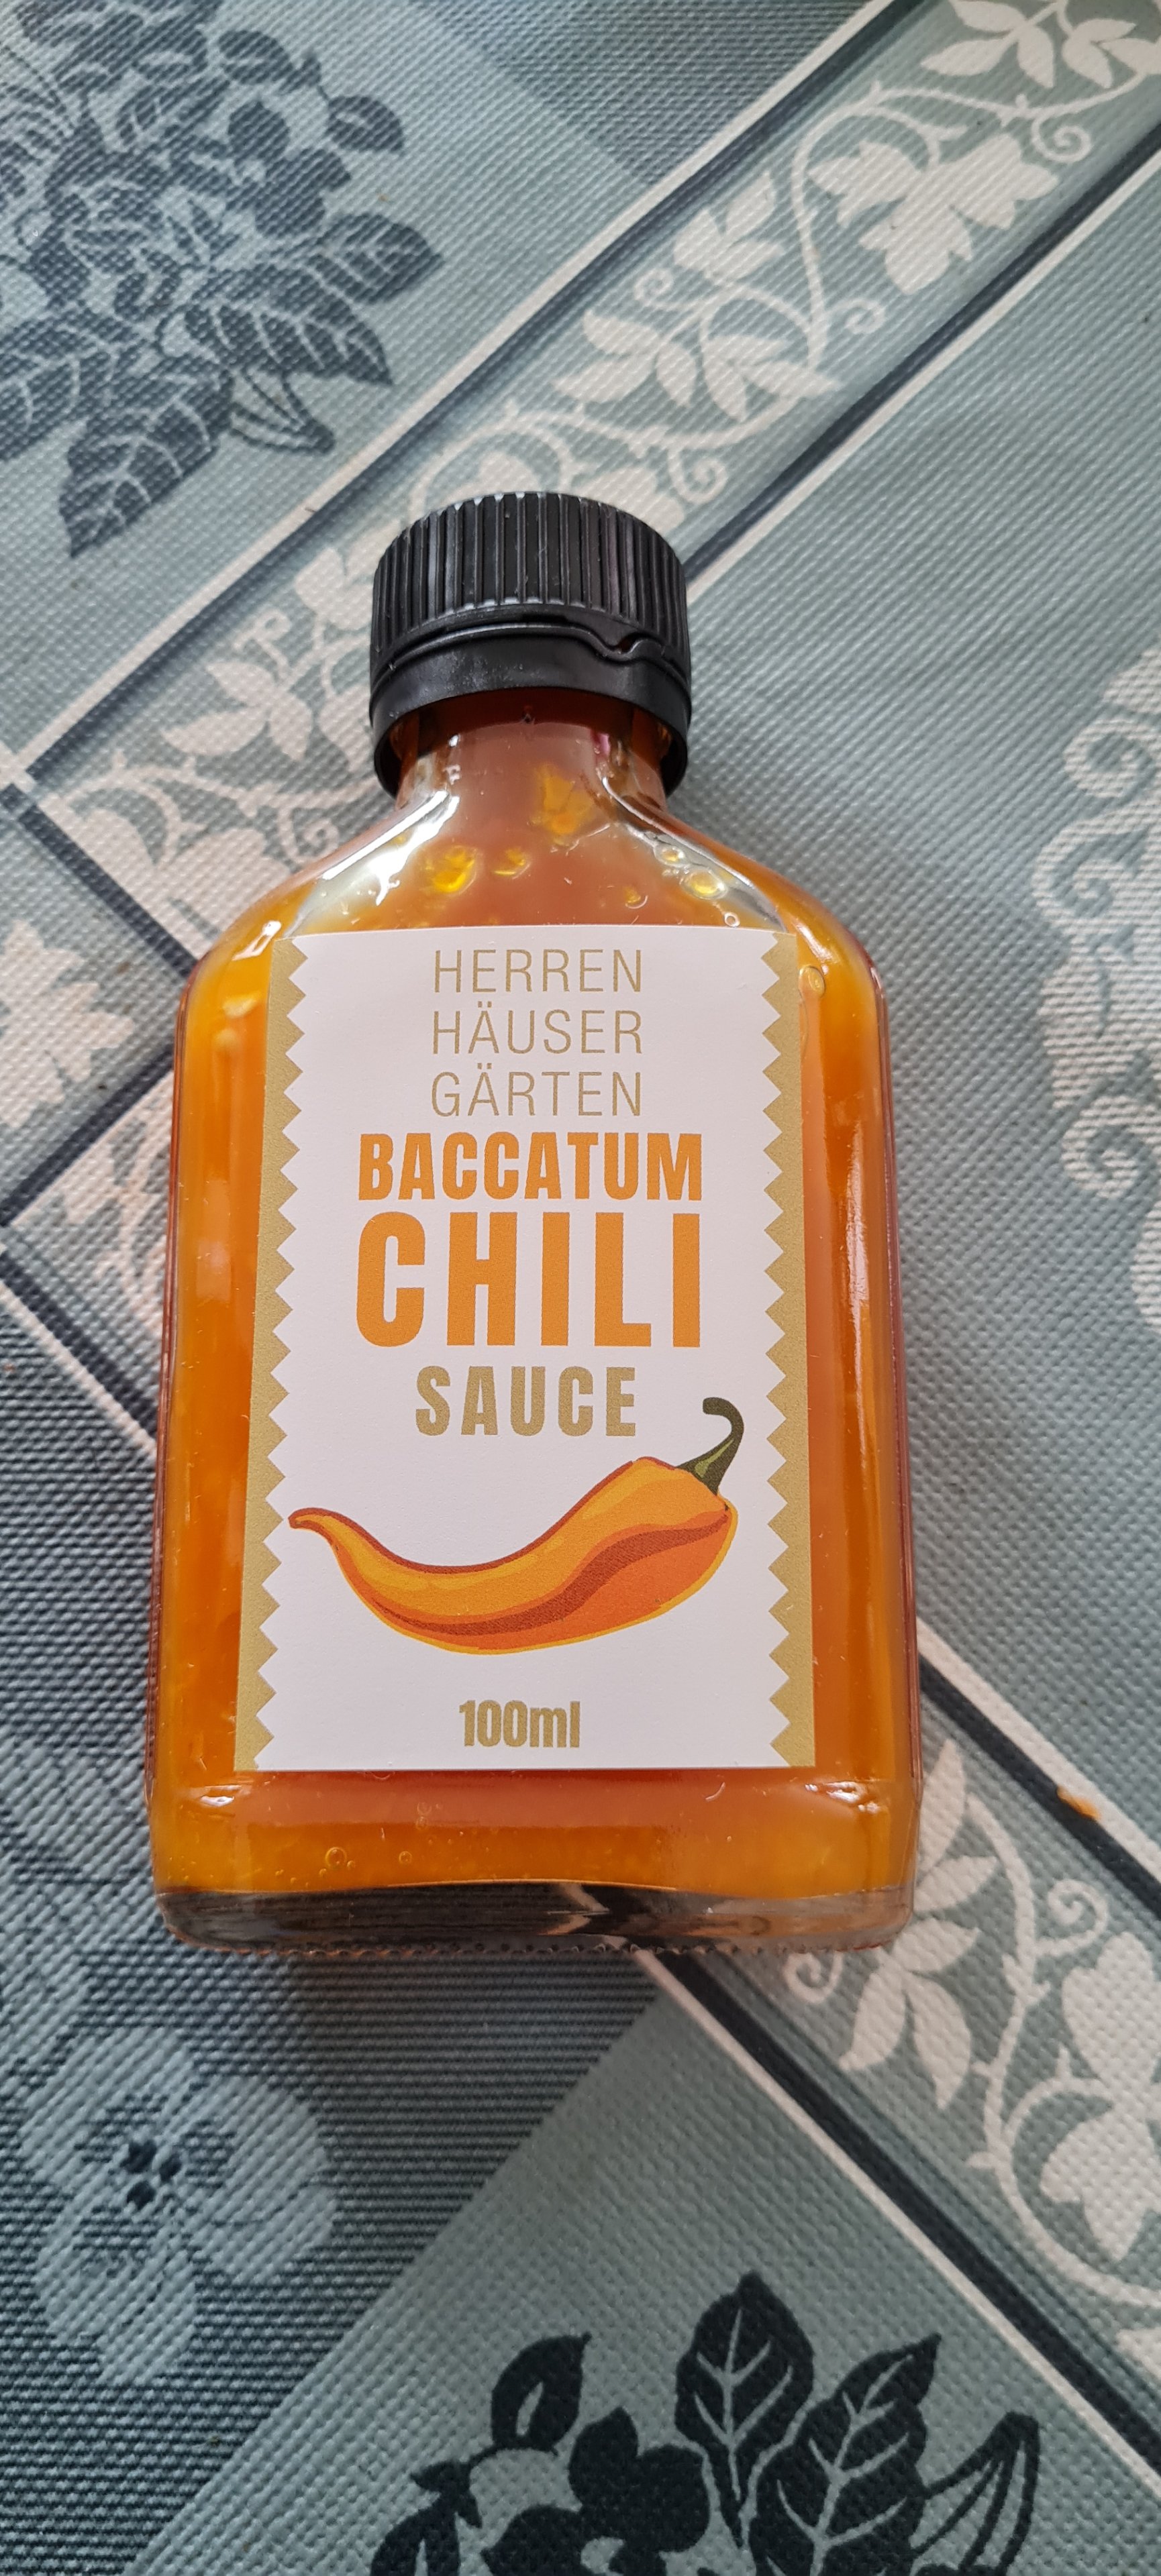 HERREN
HÄUSER
GÄRTEN
BACCATUM
CHILI
SAUCE
100ml